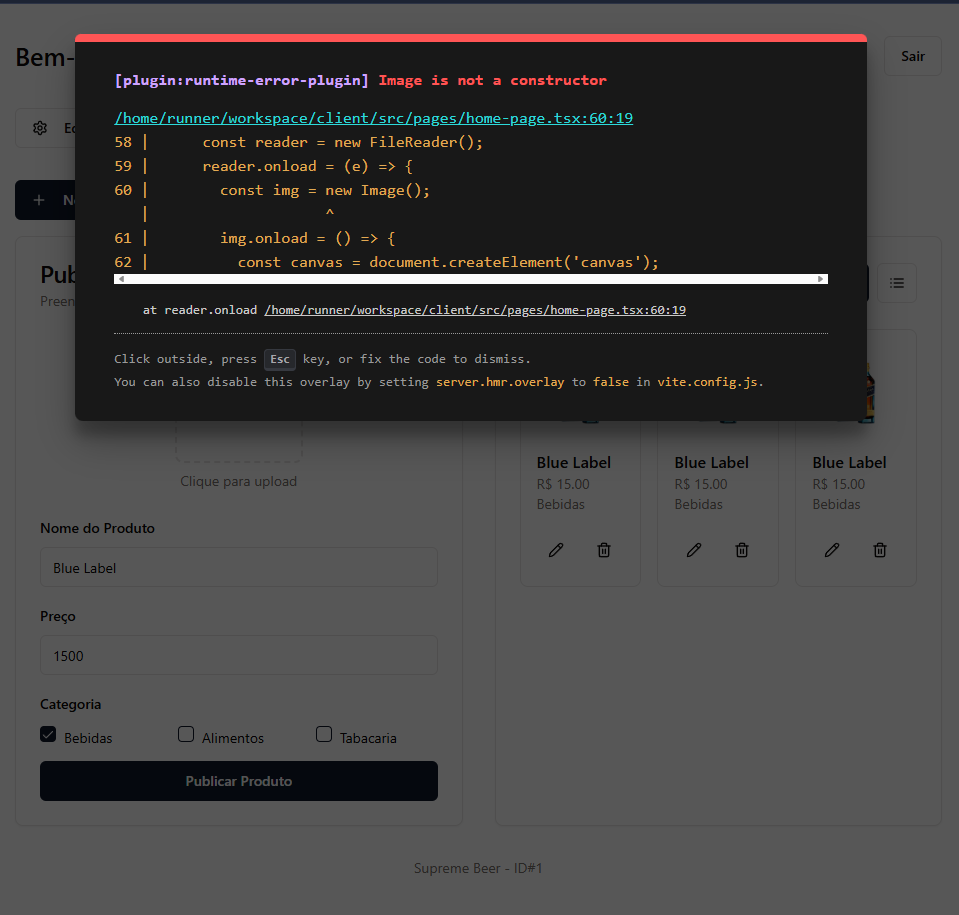 Bem-
Sair
[plugin:runtime-error-plugin] Image is not a constructor
/home/runner/workspace/client/src/pages/home-page.tsx:60:19
58 |       const reader = new FileReader();
59 |       reader.onload = (e) => {
60 |         const img = new Image();
   |                     ^
61 |         img.onload = () => {
62 |           const canvas = document.createElement('canvas');
at reader.onload /home/runner/workspace/client/src/pages/home-page.tsx:60:19
Click outside, press Esc key, or fix the code to dismiss.
You can also disable this overlay by setting server.hmr.overlay to false in vite.config.js.
Ed
N
Pub
Preen
Clique para upload
Nome do Produto
Blue Label
Preço
1500
Categoria
Bebidas
Alimentos
Tabacaria
Publicar Produto
Blue Label
R$ 15.00
Bebidas
Blue Label
R$ 15.00
Bebidas
Blue Label
R$ 15.00
Bebidas
Supreme Beer - ID#1